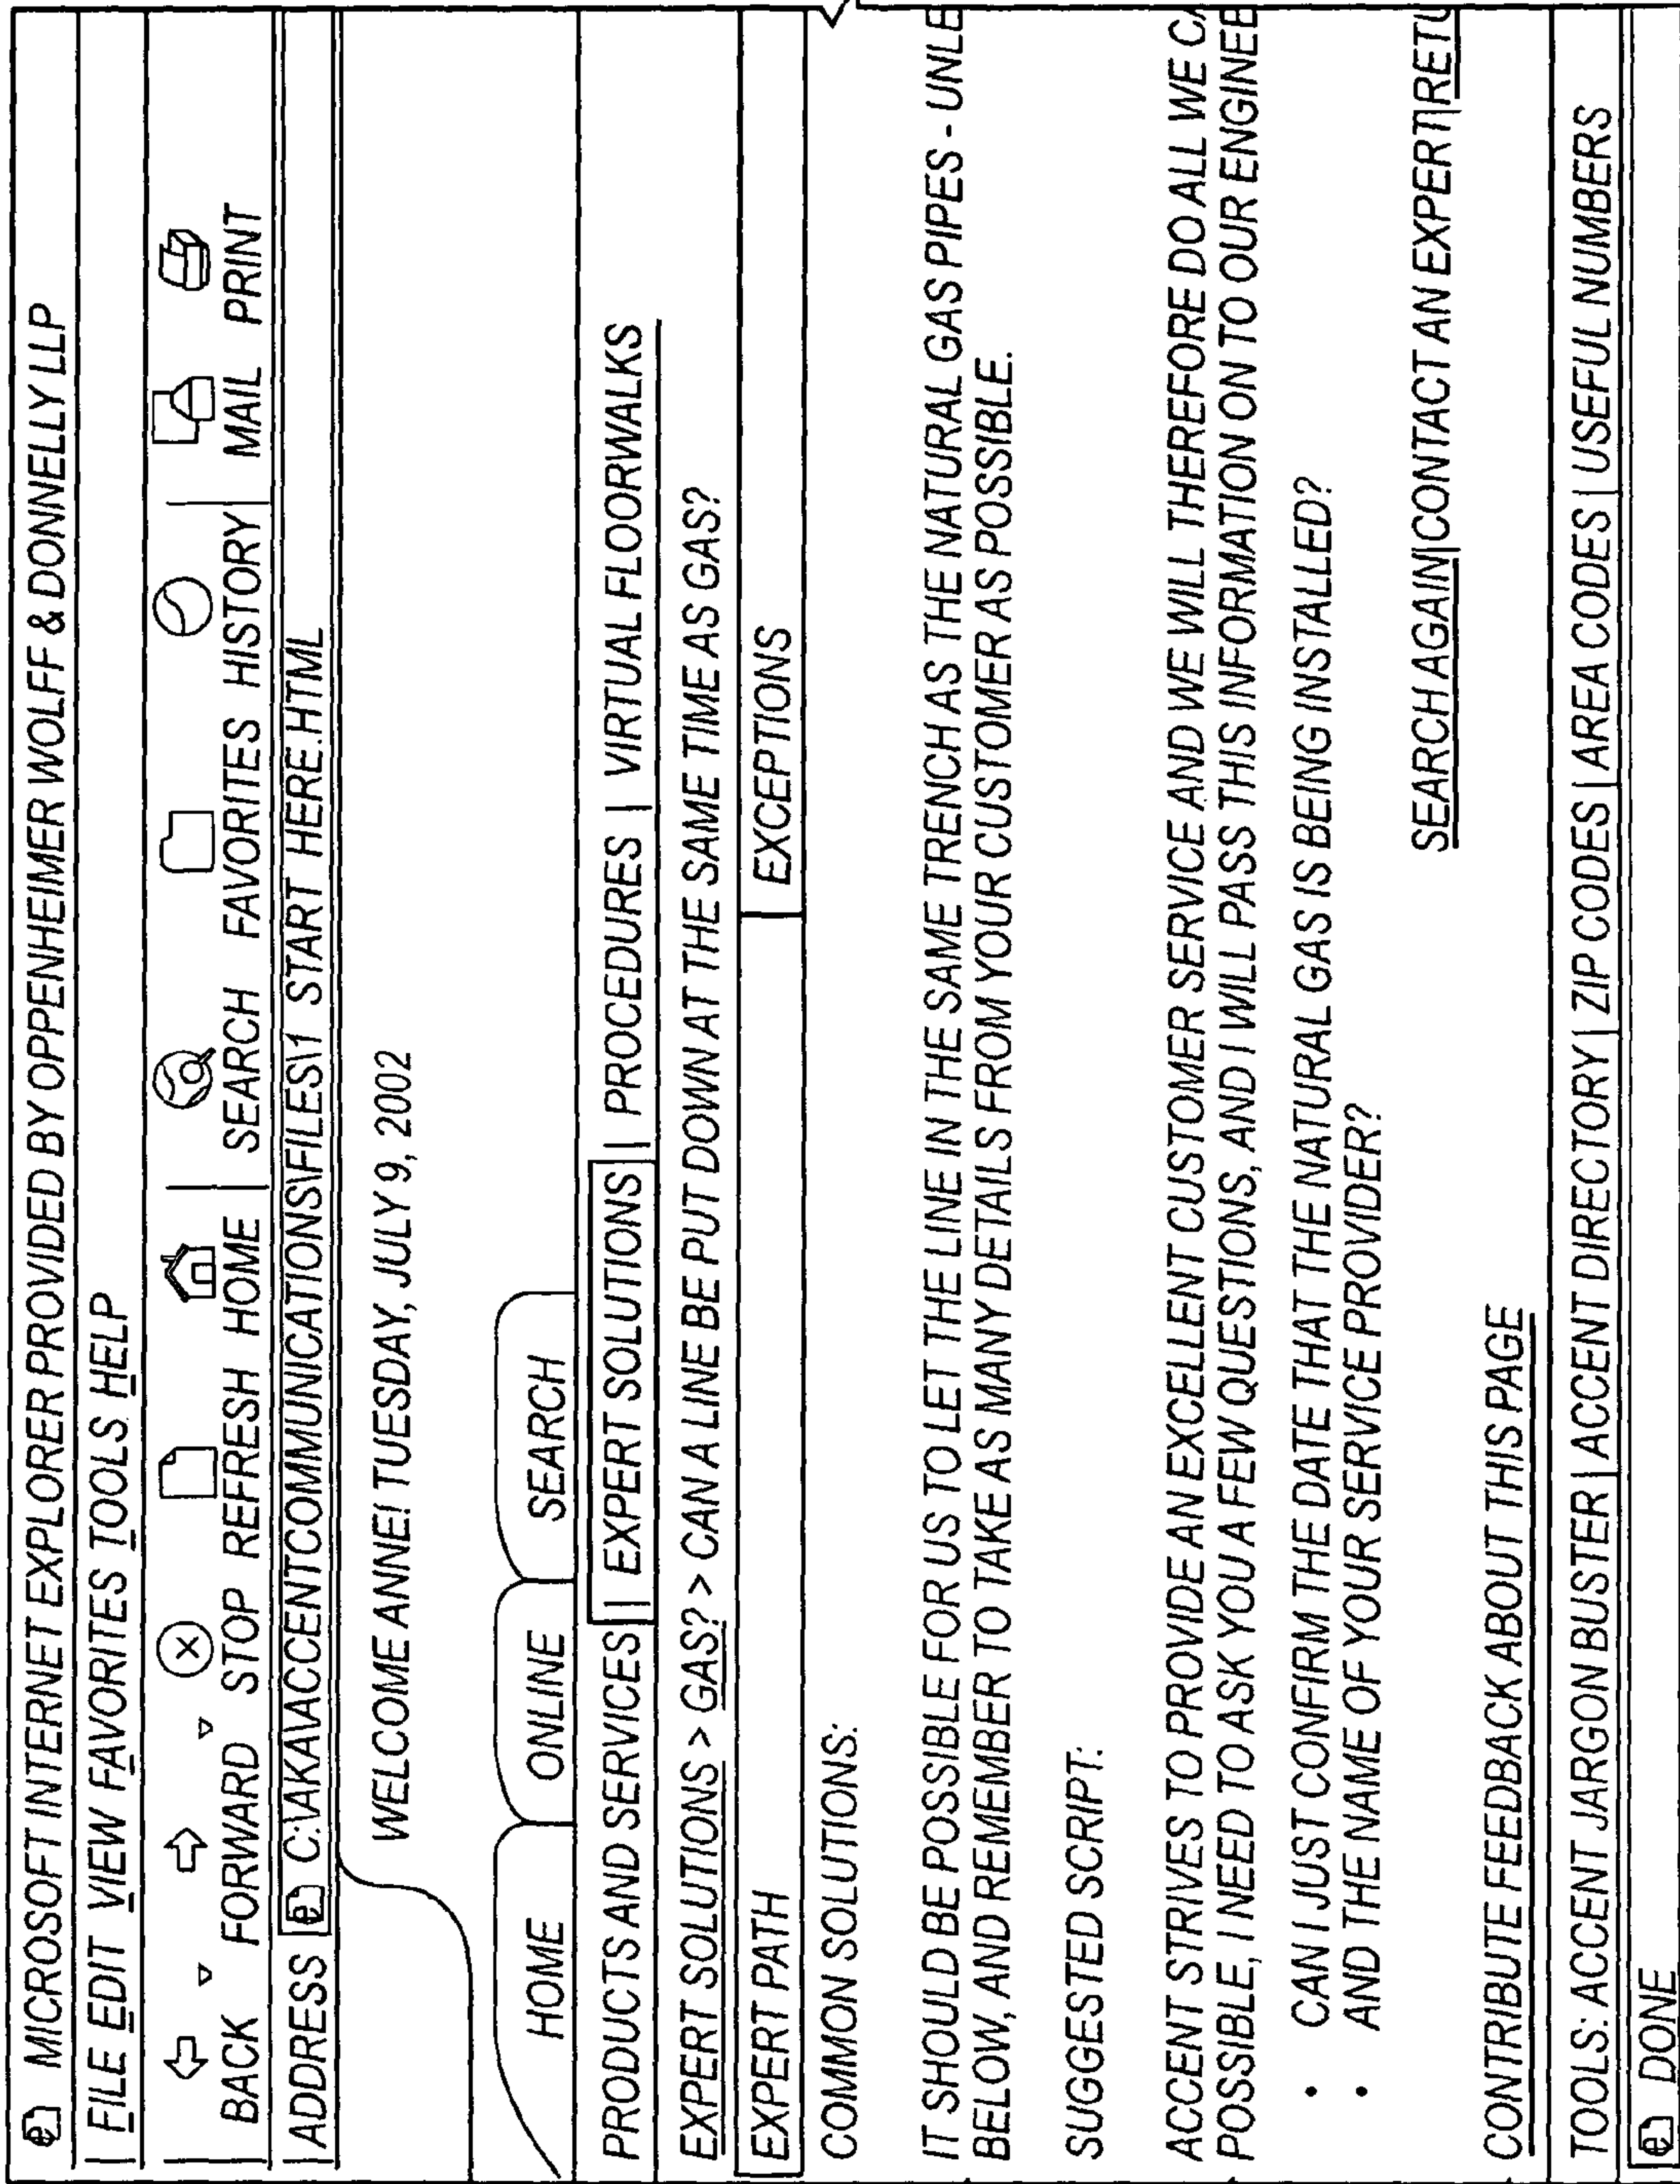 MICROSOFT INTERNET EXPLORER PROVIDED BY OPPENHEIMER WOLFF & DONNELLY LLP
FILE EDIT VIEW FAVORITES TOOLS HELP
BACK FORWARD STOP REFRESH HOME SEARCH FAVORITES HISTORY MAIL PRINT
ADDRESS C:\AKA\ACCENTCOMMUNICATIONS\FILES\1 START HERE.HTML
WELCOME ANNE! TUESDAY, JULY 9, 2002
HOME ONLINE SEARCH
PRODUCTS AND SERVICES | EXPERT SOLUTIONS | PROCEDURES | VIRTUAL FLOORWALKS
EXPERT SOLUTIONS > GAS? > CAN A LINE BE PUT DOWN AT THE SAME TIME AS GAS?
EXPERT PATH EXCEPTIONS
COMMON SOLUTIONS:
IT SHOULD BE POSSIBLE FOR US TO LET THE LINE IN THE SAME TRENCH AS THE NATURAL GAS PIPES - UNLE
BELOW, AND REMEMBER TO TAKE AS MANY DETAILS FROM YOUR CUSTOMER AS POSSIBLE.
SUGGESTED SCRIPT:
ACCENT STRIVES TO PROVIDE AN EXCELLENT CUSTOMER SERVICE AND WE WILL THEREFORE DO ALL WE CA
POSSIBLE, I NEED TO ASK YOU A FEW QUESTIONS, AND I WILL PASS THIS INFORMATION ON TO OUR ENGINEE
• CAN I JUST CONFIRM THE DATE THAT THE NATURAL GAS IS BEING INSTALLED?
• AND THE NAME OF YOUR SERVICE PROVIDER?
SEARCH AGAIN|CONTACT AN EXPERT|RETU
CONTRIBUTE FEEDBACK ABOUT THIS PAGE
TOOLS: ACCENT JARGON BUSTER | ACCENT DIRECTORY | ZIP CODES | AREA CODES | USEFUL NUMBERS
DONE